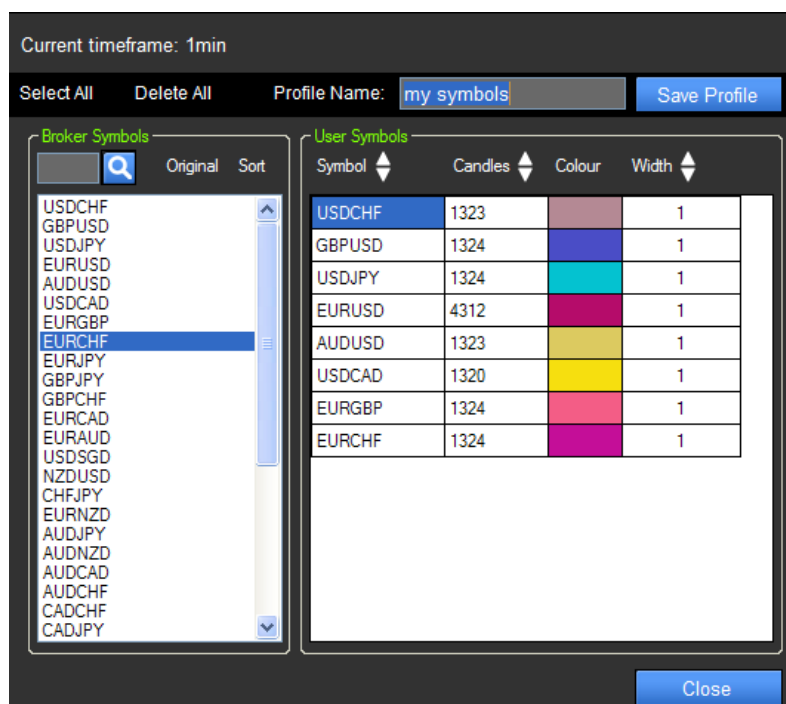 Current timeframe: 1min
Select All Delete All Profile Name: my symbols Save Profile
Broker Symbols
Original Sort
USDCHF
GBPUSD
USDJPY
EURUSD
AUDUSD
USDCAD
EURGBP
EURCHF
EURJPY
GBPJPY
GBPCHF
EURCAD
EURAUD
USDSGD
NZDUSD
CHFJPY
EURNZD
AUDJPY
AUDNZD
AUDCAD
AUDCHF
CADCHF
CADJPY
User Symbols
Symbol Candles Colour Width
USDCHF 1323 1
GBPUSD 1324 1
USDJPY 1324 1
EURUSD 4312 1
AUDUSD 1323 1
USDCAD 1320 1
EURGBP 1324 1
EURCHF 1324 1
Close